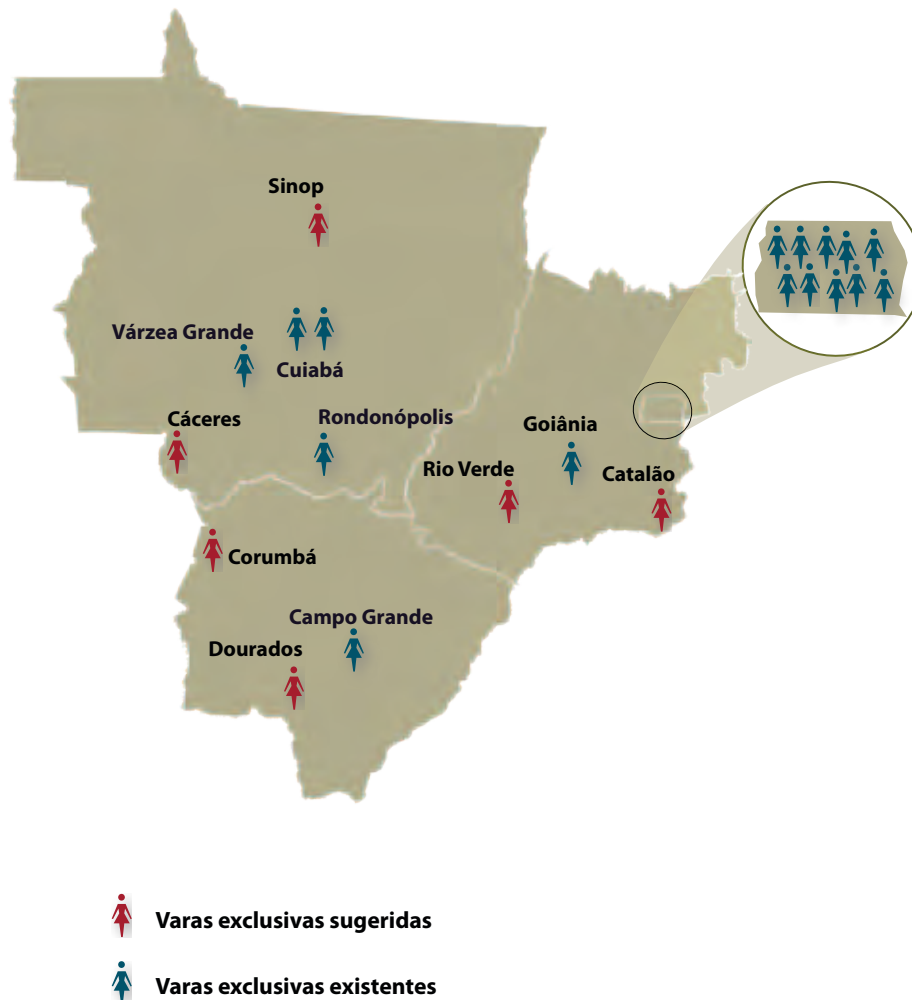 Sinop
Várzea Grande
Cuiabá
Cáceres
Rondonópolis
Goiânia
Rio Verde
Catalão
Corumbá
Campo Grande
Dourados
Varas exclusivas sugeridas
Varas exclusivas existentes